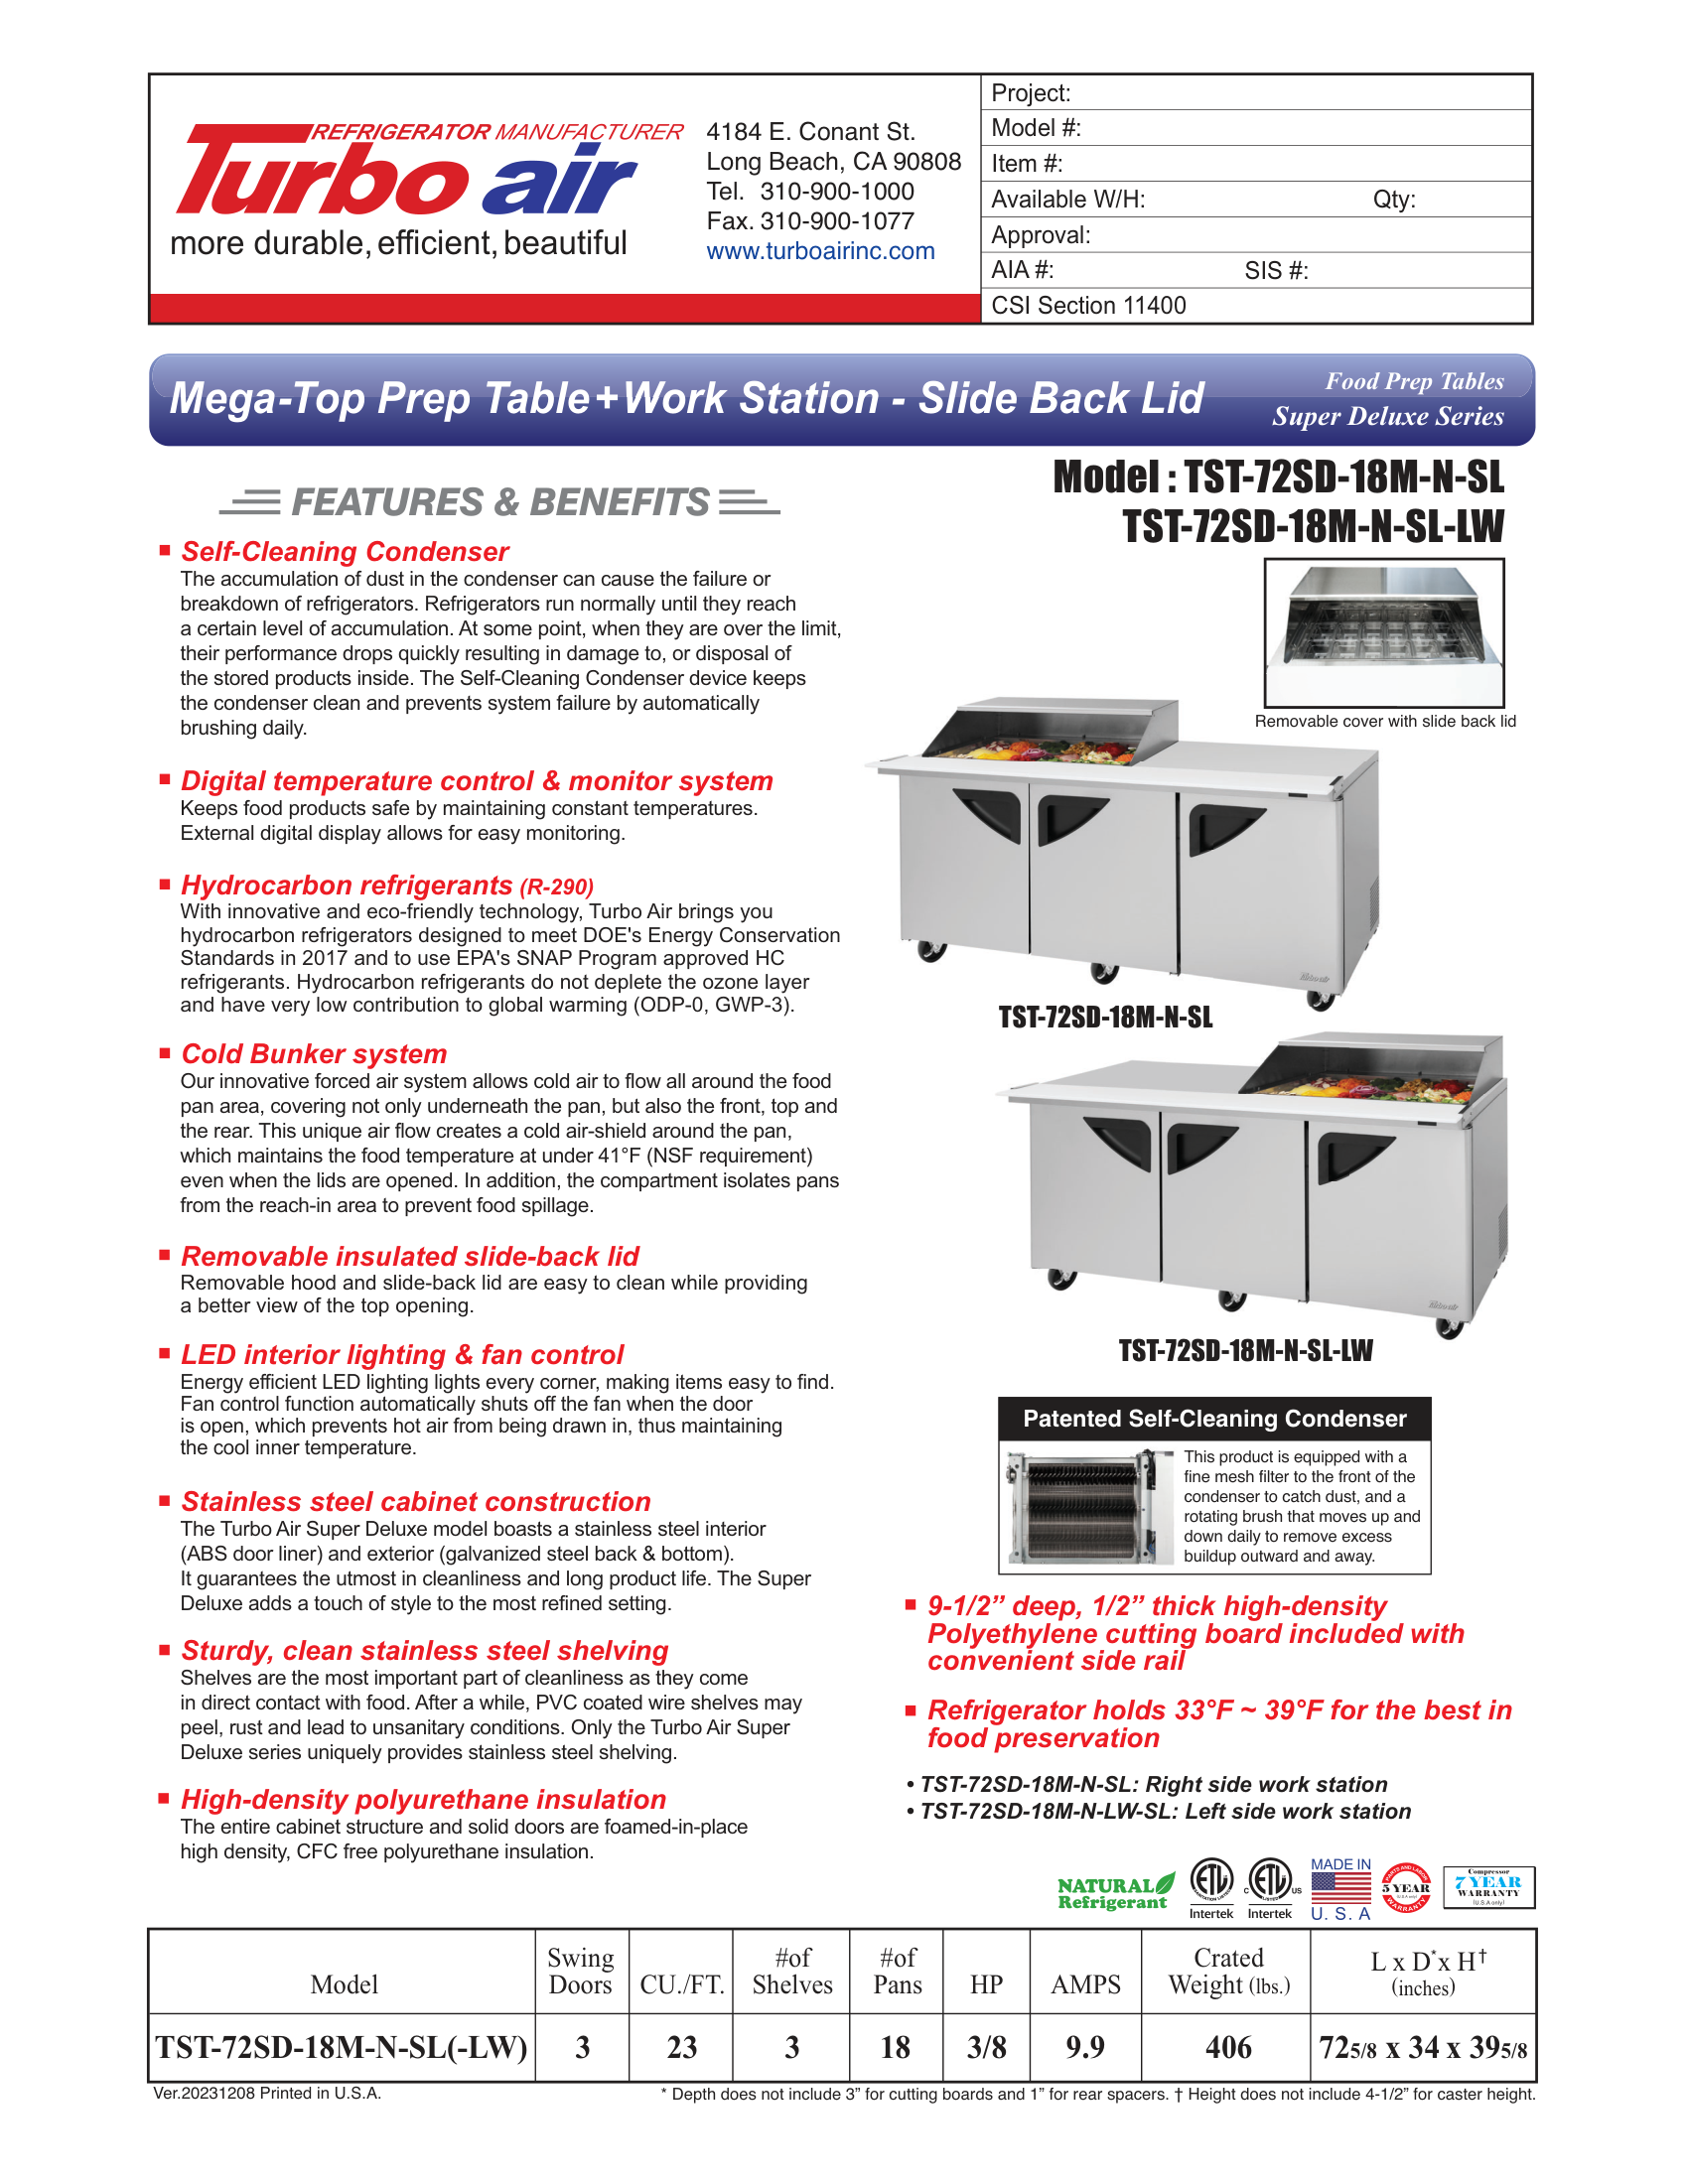 REFRIGERATOR MANUFACTURER
Turbo air
more durable, efficient, beautiful
4184 E. Conant St.
Long Beach, CA 90808
Tel. 310-900-1000
Fax. 310-900-1077
www.turboairinc.com
Project:
Model #:
Item #:
Available W/H: Qty:
Approval:
AIA #: SIS #:
CSI Section 11400
Mega-Top Prep Table+Work Station - Slide Back Lid
Food Prep Tables
Super Deluxe Series
FEATURES & BENEFITS
Self-Cleaning Condenser
The accumulation of dust in the condenser can cause the failure or
breakdown of refrigerators. Refrigerators run normally until they reach
a certain level of accumulation. At some point, when they are over the limit,
their performance drops quickly resulting in damage to, or disposal of
the stored products inside. The Self-Cleaning Condenser device keeps
the condenser clean and prevents system failure by automatically
brushing daily.
Digital temperature control & monitor system
Keeps food products safe by maintaining constant temperatures.
External digital display allows for easy monitoring.
Hydrocarbon refrigerants (R-290)
With innovative and eco-friendly technology, Turbo Air brings you
hydrocarbon refrigerators designed to meet DOE's Energy Conservation
Standards in 2017 and to use EPA's SNAP Program approved HC
refrigerants. Hydrocarbon refrigerants do not deplete the ozone layer
and have very low contribution to global warming (ODP-0, GWP-3).
Cold Bunker system
Our innovative forced air system allows cold air to flow all around the food
pan area, covering not only underneath the pan, but also the front, top and
the rear. This unique air flow creates a cold air-shield around the pan,
which maintains the food temperature at under 41°F (NSF requirement)
even when the lids are opened. In addition, the compartment isolates pans
from the reach-in area to prevent food spillage.
Removable insulated slide-back lid
Removable hood and slide-back lid are easy to clean while providing
a better view of the top opening.
LED interior lighting & fan control
Energy efficient LED lighting lights every corner, making items easy to find.
Fan control function automatically shuts off the fan when the door
is open, which prevents hot air from being drawn in, thus maintaining
the cool inner temperature.
Stainless steel cabinet construction
The Turbo Air Super Deluxe model boasts a stainless steel interior
(ABS door liner) and exterior (galvanized steel back & bottom).
It guarantees the utmost in cleanliness and long product life. The Super
Deluxe adds a touch of style to the most refined setting.
Sturdy, clean stainless steel shelving
Shelves are the most important part of cleanliness as they come
in direct contact with food. After a while, PVC coated wire shelves may
peel, rust and lead to unsanitary conditions. Only the Turbo Air Super
Deluxe series uniquely provides stainless steel shelving.
High-density polyurethane insulation
The entire cabinet structure and solid doors are foamed-in-place
high density, CFC free polyurethane insulation.
Model : TST-72SD-18M-N-SL
TST-72SD-18M-N-SL-LW
Removable cover with slide back lid
Turbo air
TST-72SD-18M-N-SL
Turbo air
TST-72SD-18M-N-SL-LW
Patented Self-Cleaning Condenser
This product is equipped with a
fine mesh filter to the front of the
condenser to catch dust, and a
rotating brush that moves up and
down daily to remove excess
buildup outward and away.
9-1/2” deep, 1/2” thick high-density
Polyethylene cutting board included with
convenient side rail
Refrigerator holds 33°F ~ 39°F for the best in
food preservation
• TST-72SD-18M-N-SL: Right side work station
• TST-72SD-18M-N-LW-SL: Left side work station
NATURAL
Refrigerant
ETL
Intertek
C ETL US
LISTED
Intertek
MADE IN
U. S. A
PARTS AND LABOR
5 YEAR
(U.S.A only)
WARRANTY
Compressor
7 YEAR
WARRANTY
(U.S.A only)
Model Swing Doors CU./FT. #of Shelves #of Pans HP AMPS Crated Weight (lbs.) L x D* x H† (inches)
TST-72SD-18M-N-SL(-LW) 3 23 3 18 3/8 9.9 406 725/8 x 34 x 395/8
Ver.20231208 Printed in U.S.A.
* Depth does not include 3” for cutting boards and 1” for rear spacers. † Height does not include 4-1/2” for caster height.